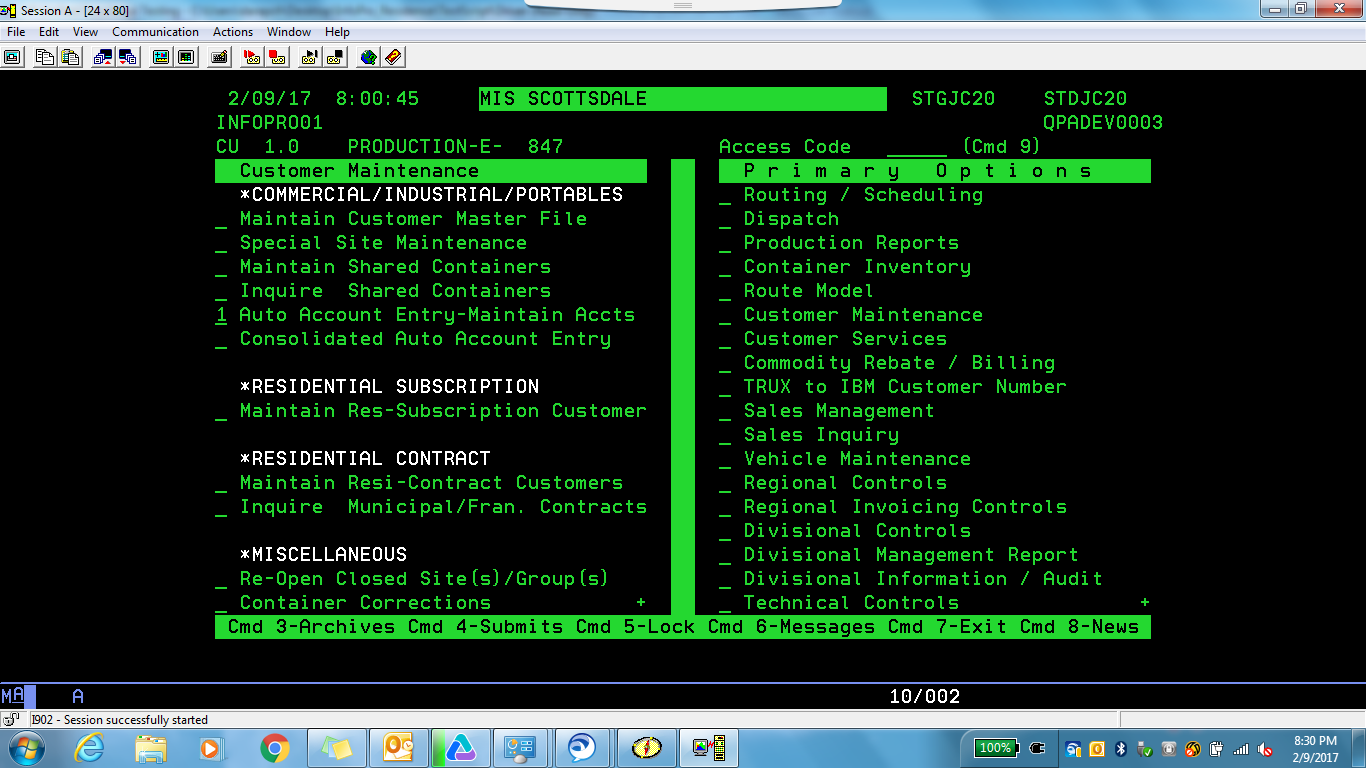 Session A - [24 x 80]
File Edit View Communication Actions Window Help
2/09/17 8:00:45 MIS SCOTTSDALE STGJC20 STDJC20
INFOPRO01 QPADEV0003
CU 1.0 PRODUCTION-E- 847 Access Code ______ (Cmd 9)
Customer Maintenance P r i m a r y O p t i o n s
*COMMERCIAL/INDUSTRIAL/PORTABLES _ Routing / Scheduling
_ Maintain Customer Master File _ Dispatch
_ Special Site Maintenance _ Production Reports
_ Maintain Shared Containers _ Container Inventory
_ Inquire Shared Containers _ Route Model
1 Auto Account Entry-Maintain Accts _ Customer Maintenance
_ Consolidated Auto Account Entry _ Customer Services
_ Commodity Rebate / Billing
*RESIDENTIAL SUBSCRIPTION _ TRUX to IBM Customer Number
_ Maintain Res-Subscription Customer _ Sales Management
_ Sales Inquiry
*RESIDENTIAL CONTRACT _ Vehicle Maintenance
_ Maintain Resi-Contract Customers _ Regional Controls
_ Inquire Municipal/Fran. Contracts _ Regional Invoicing Controls
_ Divisional Controls
*MISCELLANEOUS _ Divisional Management Report
_ Re-Open Closed Site(s)/Group(s) _ Divisional Information / Audit
_ Container Corrections + _ Technical Controls +
Cmd 3-Archives Cmd 4-Submits Cmd 5-Lock Cmd 6-Messages Cmd 7-Exit Cmd 8-News
MA A 10/002
I902 - Session successfully started
100% 8:30 PM
2/9/2017